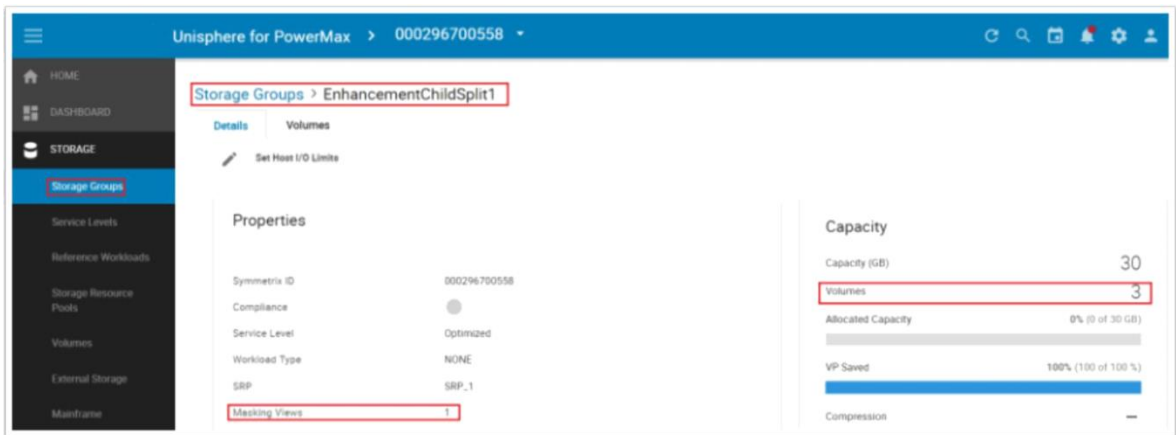 Unisphere for PowerMax > 000296700558
HOME
DASHBOARD
STORAGE
Storage Groups
Service Levels
Reference Workloads
Storage Resource
Pools
Volumes
External Storage
Mainframe
Storage Groups > EnhancementChildSplit1
Details Volumes
Set Host I/O Limits
Properties
Symmetrix ID 000296700558
Compliance
Service Level Optimized
Workload Type NONE
SRP SRP_1
Masking Views 1
Capacity
Capacity (GB) 30
Volumes 3
Allocated Capacity 0% (0 of 30 GB)
VP Saved 100% (100 of 100 %)
Compression —